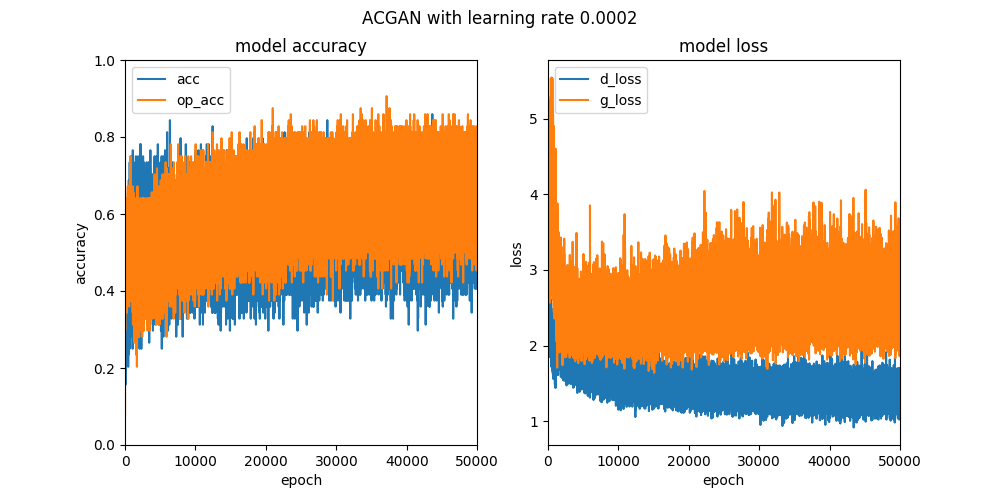 ACGAN with learning rate 0.0002
model accuracy
acc
op_acc
accuracy
1.0
0.8
0.6
0.4
0.2
0.0
0 10000 20000 30000 40000 50000
epoch
model loss
d_loss
g_loss
loss
5
4
3
2
1
0 10000 20000 30000 40000 50000
epoch